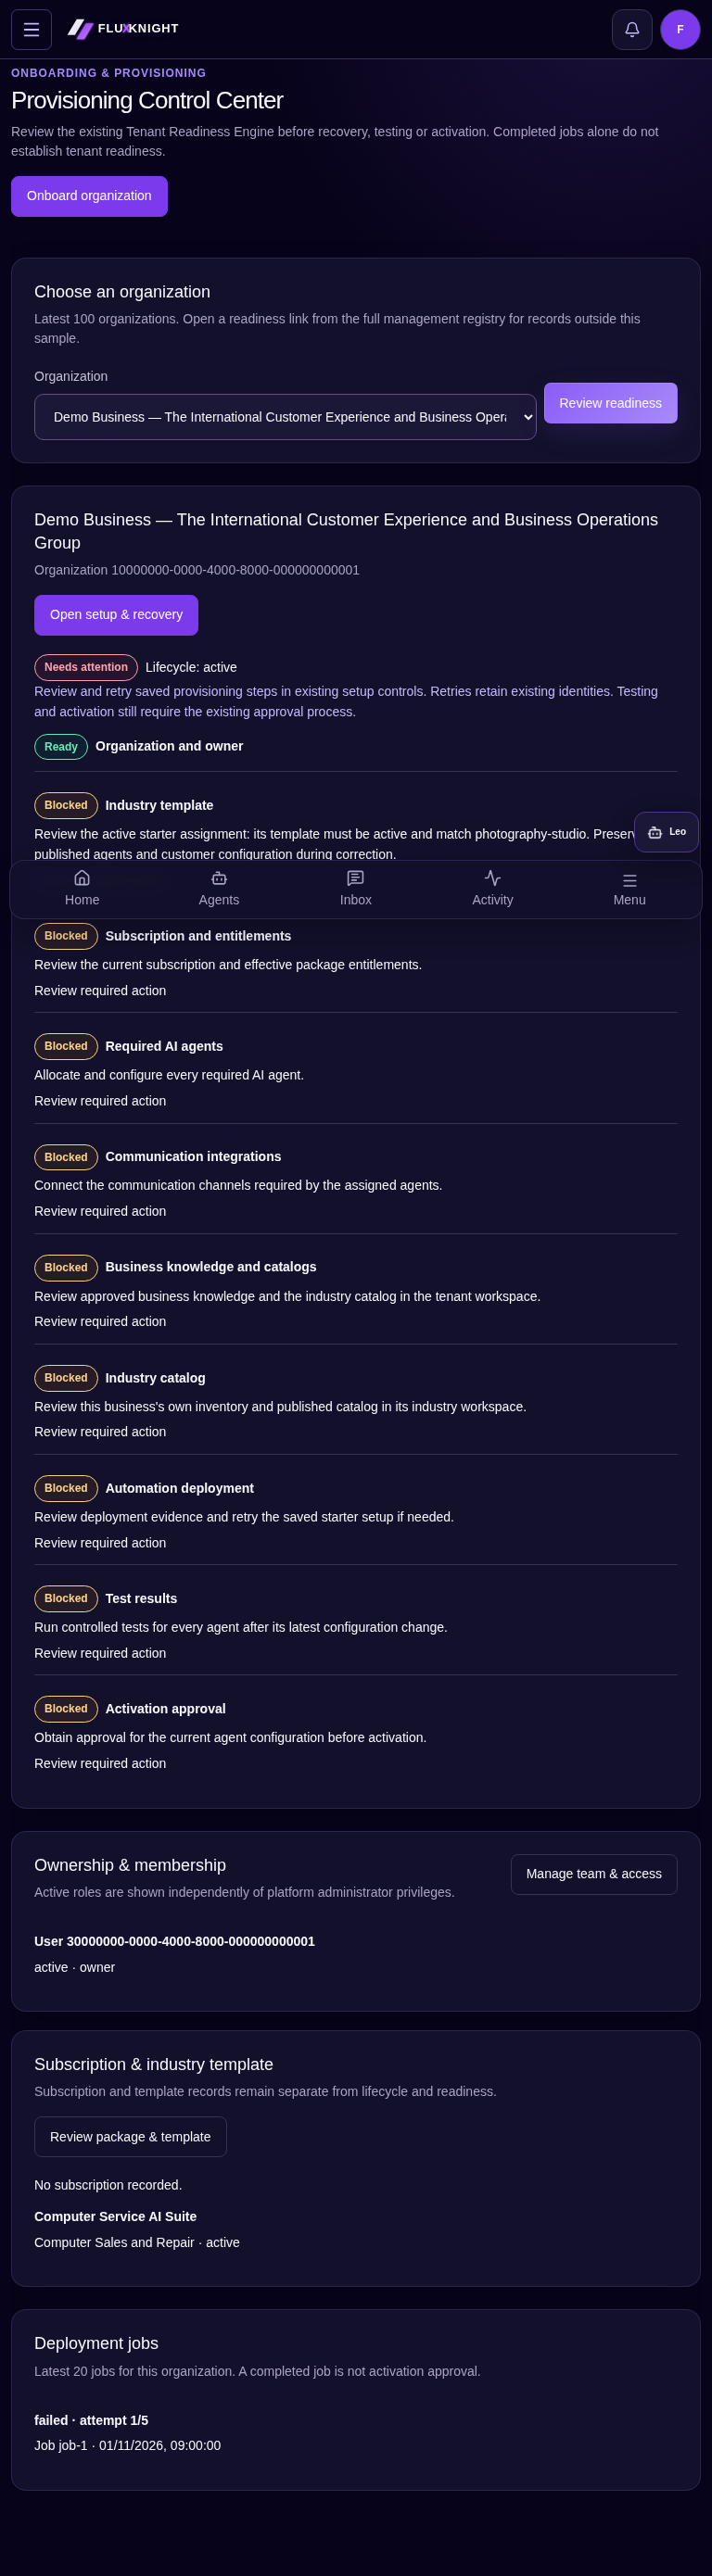 FLUXKNIGHT
F
ONBOARDING & PROVISIONING
Provisioning Control Center
Review the existing Tenant Readiness Engine before recovery, testing or activation. Completed jobs alone do not
establish tenant readiness.
Onboard organization
Choose an organization
Latest 100 organizations. Open a readiness link from the full management registry for records outside this
sample.
Organization
Demo Business — The International Customer Experience and Business Opera
Review readiness
Demo Business — The International Customer Experience and Business Operations
Group
Organization 10000000-0000-4000-8000-000000000001
Open setup & recovery
Needs attention Lifecycle: active
Review and retry saved provisioning steps in existing setup controls. Retries retain existing identities. Testing
and activation still require the existing approval process.
Ready Organization and owner
Blocked Industry template
Review the active starter assignment: its template must be active and match photography-studio. Preserv
Leo
published agents and customer configuration during correction.
Home Agents Inbox Activity Menu
Blocked Subscription and entitlements
Review the current subscription and effective package entitlements.
Review required action
Blocked Required AI agents
Allocate and configure every required AI agent.
Review required action
Blocked Communication integrations
Connect the communication channels required by the assigned agents.
Review required action
Blocked Business knowledge and catalogs
Review approved business knowledge and the industry catalog in the tenant workspace.
Review required action
Blocked Industry catalog
Review this business's own inventory and published catalog in its industry workspace.
Review required action
Blocked Automation deployment
Review deployment evidence and retry the saved starter setup if needed.
Review required action
Blocked Test results
Run controlled tests for every agent after its latest configuration change.
Review required action
Blocked Activation approval
Obtain approval for the current agent configuration before activation.
Review required action
Ownership & membership
Manage team & access
Active roles are shown independently of platform administrator privileges.
User 30000000-0000-4000-8000-000000000001
active · owner
Subscription & industry template
Subscription and template records remain separate from lifecycle and readiness.
Review package & template
No subscription recorded.
Computer Service AI Suite
Computer Sales and Repair · active
Deployment jobs
Latest 20 jobs for this organization. A completed job is not activation approval.
failed · attempt 1/5
Job job-1 · 01/11/2026, 09:00:00